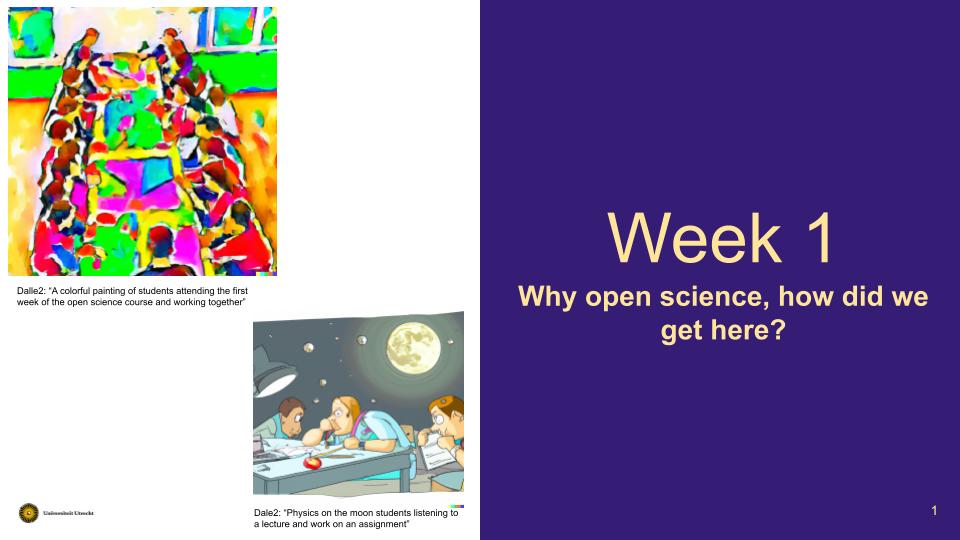 Dalle2: “A colorful painting of students attending the first
week of the open science course and working together”
Week 1
Why open science, how did we
get here?
Dale2: “Physics on the moon students listening to
a lecture and work on an assignment”
Universiteit Utrecht
1